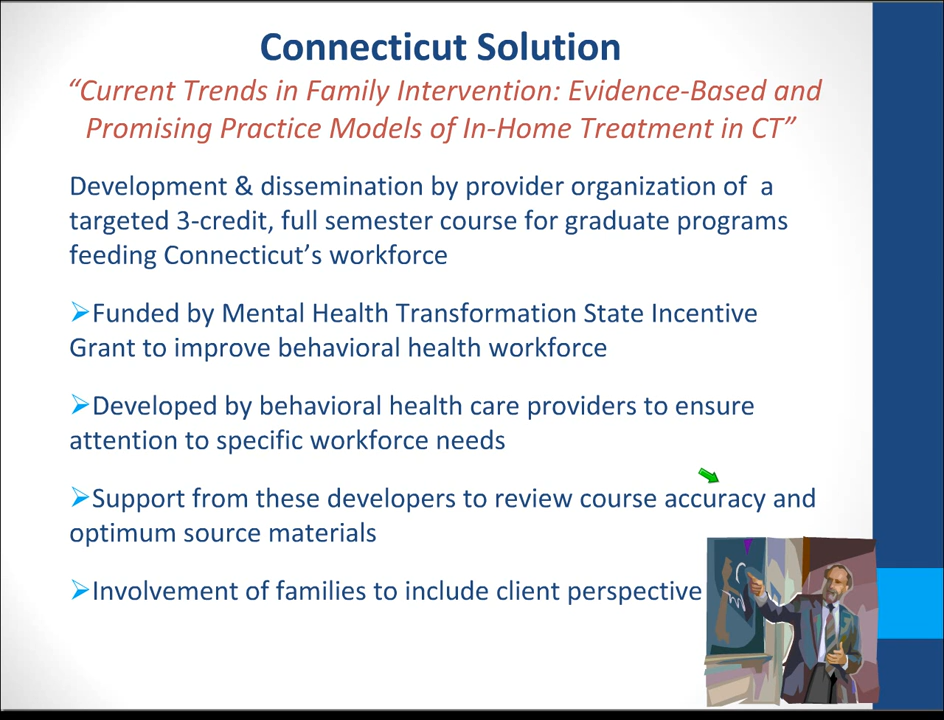 Connecticut Solution
“Current Trends in Family Intervention: Evidence-Based and
Promising Practice Models of In-Home Treatment in CT”
Development & dissemination by provider organization of a
targeted 3-credit, full semester course for graduate programs
feeding Connecticut’s workforce
➢Funded by Mental Health Transformation State Incentive
Grant to improve behavioral health workforce
➢Developed by behavioral health care providers to ensure
attention to specific workforce needs
➢Support from these developers to review course accuracy and
optimum source materials
➢Involvement of families to include client perspective